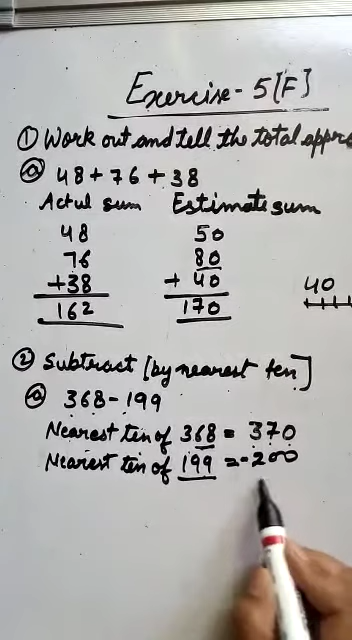 Exercise - 5[F]
① Work out and tell the total appro
ⓐ 48 + 76 + 38
Actul sum Estimate sum
48 50
76 80
+38 + 40
162 170
40
② Subtract [by nearest ten]
ⓐ 368 - 199
Nearest ten of 368 = 370
Nearest ten of 199 = -200